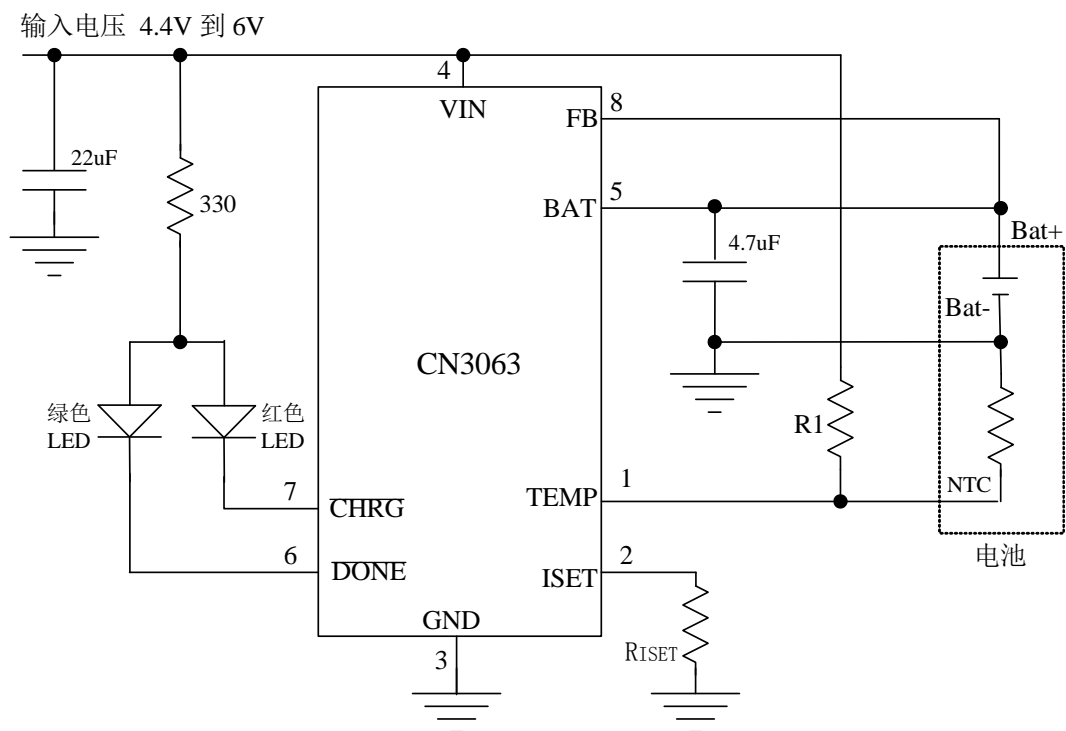 输入电压 4.4V 到 6V
4
VIN
FB
8
22uF
330
BAT
5
Bat+
4.7uF
Bat-
CN3063
绿色
LED
红色
LED
R1
7
CHRG
TEMP
1
NTC
6
DONE
ISET
2
电池
GND
3
RISET